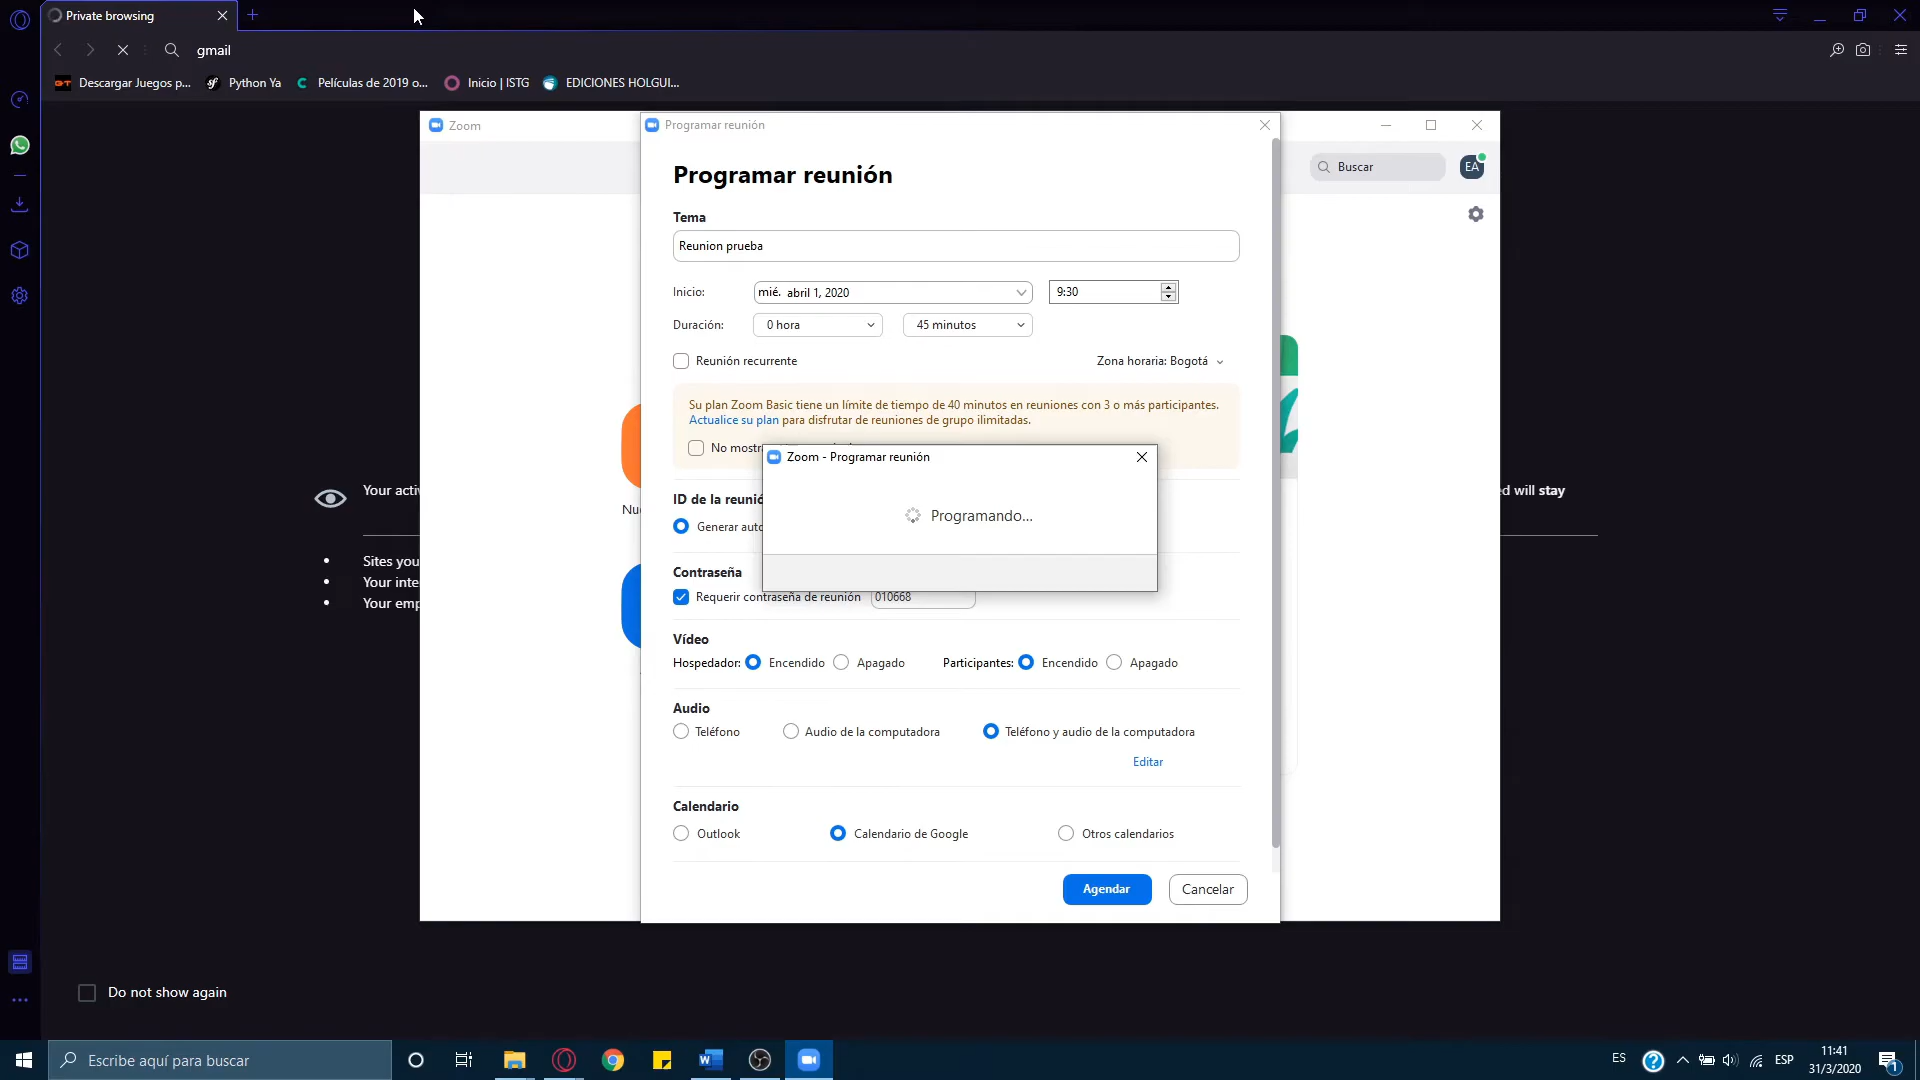 Private browsing
gmail
Descargar Juegos p...
Python Ya
Películas de 2019 o...
Inicio | ISTG
EDICIONES HOLGUI...
Zoom
Programar reunión
Buscar
EA
Programar reunión
Tema
Reunion prueba
Inicio:
mié. abril 1, 2020
9:30
Duración:
0 hora
45 minutos
Reunión recurrente
Zona horaria: Bogotá
Su plan Zoom Basic tiene un límite de tiempo de 40 minutos en reuniones con 3 o más participantes.
Actualice su plan para disfrutar de reuniones de grupo ilimitadas.
No mostr
Zoom - Programar reunión
Programando...
Your activ
ed will stay
ID de la reunió
Nu
Generar auto
Sites you
Your inte
Your emp
Contraseña
Requerir contraseña de reunión
010668
Vídeo
Hospedador:
Encendido
Apagado
Participantes:
Encendido
Apagado
Audio
Teléfono
Audio de la computadora
Teléfono y audio de la computadora
Editar
Calendario
Outlook
Calendario de Google
Otros calendarios
Agendar
Cancelar
Do not show again
Escribe aquí para buscar
ES
ESP
11:41
31/3/2020
1